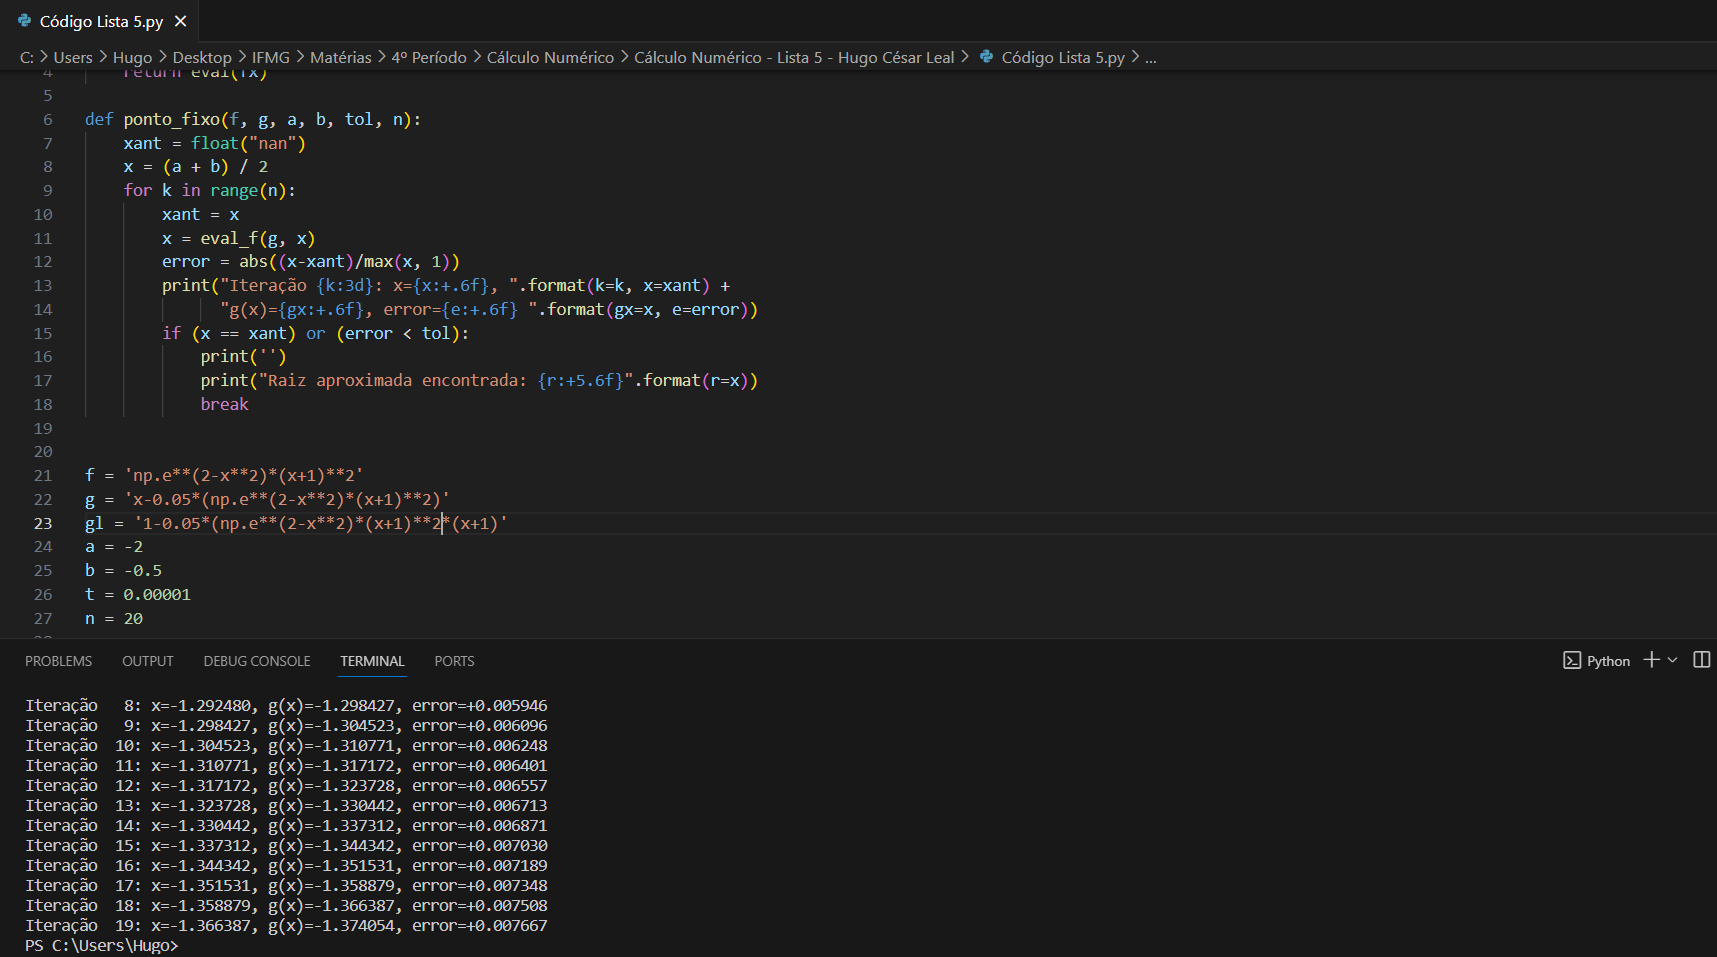 Código Lista 5.py ×
C: > Users > Hugo > Desktop > IFMG > Matérias > 4º Período > Cálculo Numérico > Cálculo Numérico - Lista 5 - Hugo César Leal > Código Lista 5.py > ...
4 return eval(fx)
5
6 def ponto_fixo(f, g, a, b, tol, n):
7 xant = float("nan")
8 x = (a + b) / 2
9 for k in range(n):
10 xant = x
11 x = eval_f(g, x)
12 error = abs((x-xant)/max(x, 1))
13 print("Iteração {k:3d}: x={x:+.6f}, ".format(k=k, x=xant) +
14 "g(x)={gx:+.6f}, error={e:+.6f} ".format(gx=x, e=error))
15 if (x == xant) or (error < tol):
16 print('')
17 print("Raiz aproximada encontrada: {r:+5.6f}".format(r=x))
18 break
19
20
21 f = 'np.e**(2-x**2)*(x+1)**2'
22 g = 'x-0.05*(np.e**(2-x**2)*(x+1)**2)'
23 gl = '1-0.05*(np.e**(2-x**2)*(x+1)**2*(x+1)'
24 a = -2
25 b = -0.5
26 t = 0.00001
27 n = 20
28
PROBLEMS OUTPUT DEBUG CONSOLE TERMINAL PORTS Python
Iteração   8: x=-1.292480, g(x)=-1.298427, error=+0.005946
Iteração   9: x=-1.298427, g(x)=-1.304523, error=+0.006096
Iteração  10: x=-1.304523, g(x)=-1.310771, error=+0.006248
Iteração  11: x=-1.310771, g(x)=-1.317172, error=+0.006401
Iteração  12: x=-1.317172, g(x)=-1.323728, error=+0.006557
Iteração  13: x=-1.323728, g(x)=-1.330442, error=+0.006713
Iteração  14: x=-1.330442, g(x)=-1.337312, error=+0.006871
Iteração  15: x=-1.337312, g(x)=-1.344342, error=+0.007030
Iteração  16: x=-1.344342, g(x)=-1.351531, error=+0.007189
Iteração  17: x=-1.351531, g(x)=-1.358879, error=+0.007348
Iteração  18: x=-1.358879, g(x)=-1.366387, error=+0.007508
Iteração  19: x=-1.366387, g(x)=-1.374054, error=+0.007667
PS C:\Users\Hugo>